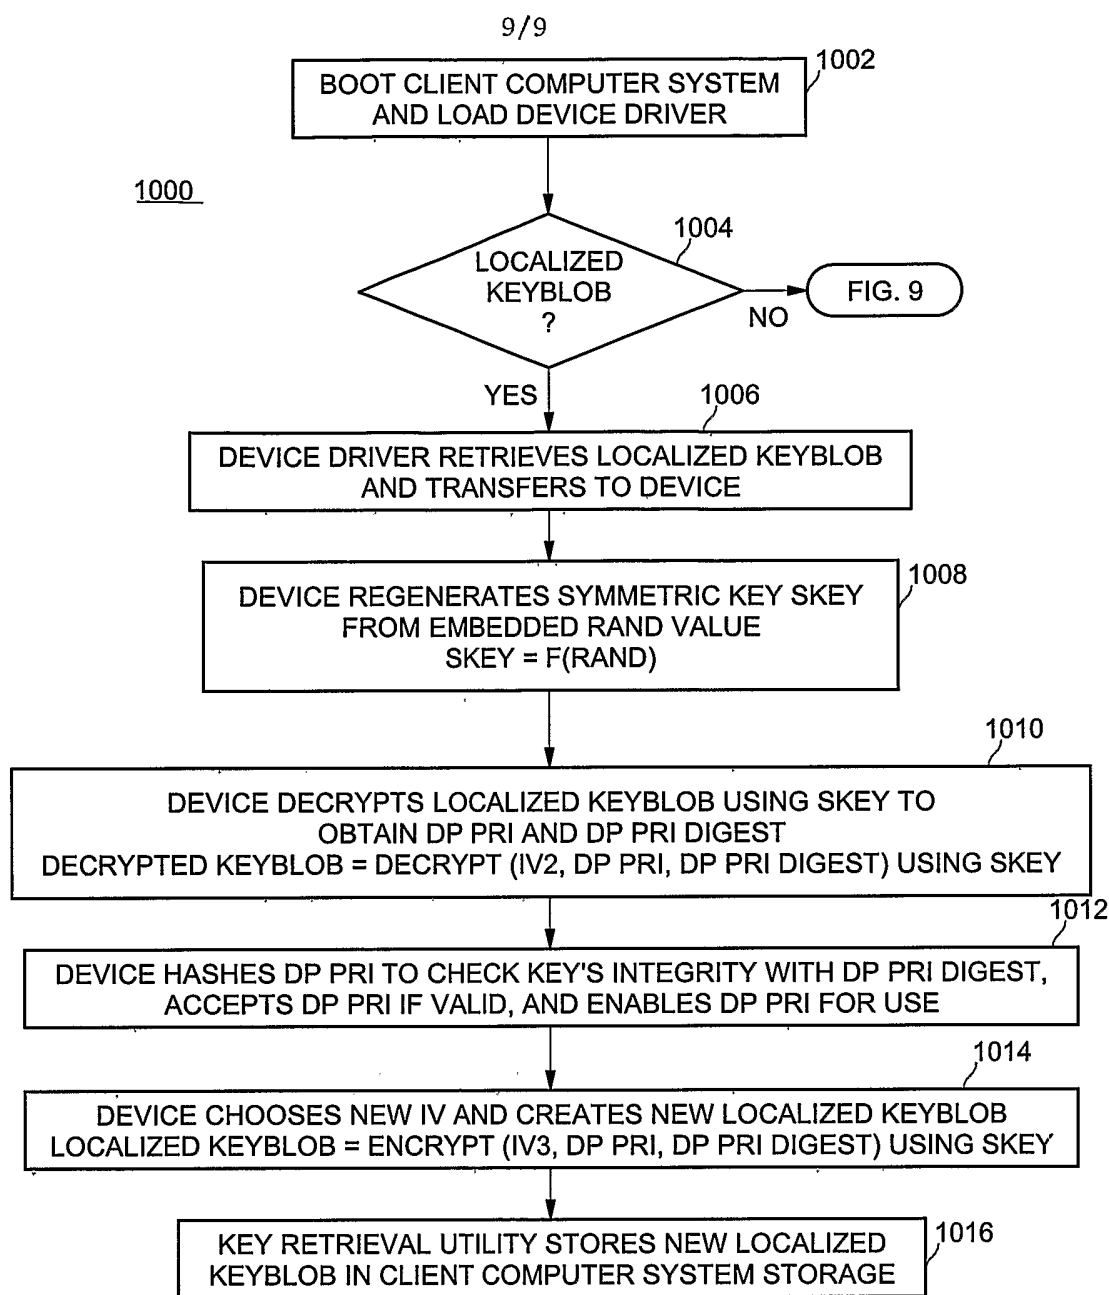 9/9
BOOT CLIENT COMPUTER SYSTEM
AND LOAD DEVICE DRIVER
1002
1000
LOCALIZED
KEYBLOB
?
1004
NO
FIG. 9
YES
1006
DEVICE DRIVER RETRIEVES LOCALIZED KEYBLOB
AND TRANSFERS TO DEVICE
1008
DEVICE REGENERATES SYMMETRIC KEY SKEY
FROM EMBEDDED RAND VALUE
SKEY = F(RAND)
1010
DEVICE DECRYPTS LOCALIZED KEYBLOB USING SKEY TO
OBTAIN DP PRI AND DP PRI DIGEST
DECRYPTED KEYBLOB = DECRYPT (IV2, DP PRI, DP PRI DIGEST) USING SKEY
1012
DEVICE HASHES DP PRI TO CHECK KEY'S INTEGRITY WITH DP PRI DIGEST,
ACCEPTS DP PRI IF VALID, AND ENABLES DP PRI FOR USE
1014
DEVICE CHOOSES NEW IV AND CREATES NEW LOCALIZED KEYBLOB
LOCALIZED KEYBLOB = ENCRYPT (IV3, DP PRI, DP PRI DIGEST) USING SKEY
KEY RETRIEVAL UTILITY STORES NEW LOCALIZED
KEYBLOB IN CLIENT COMPUTER SYSTEM STORAGE
1016